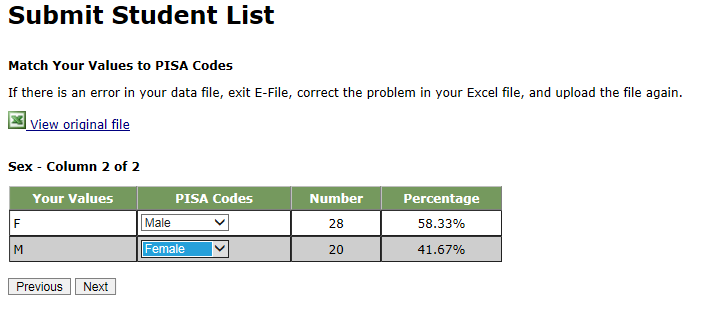 Submit Student List
Match Your Values to PISA Codes
If there is an error in your data file, exit E-File, correct the problem in your Excel file, and upload the file again.
View original file
Sex - Column 2 of 2
Your Values PISA Codes Number Percentage
F Male 28 58.33%
M Female 20 41.67%
Previous Next